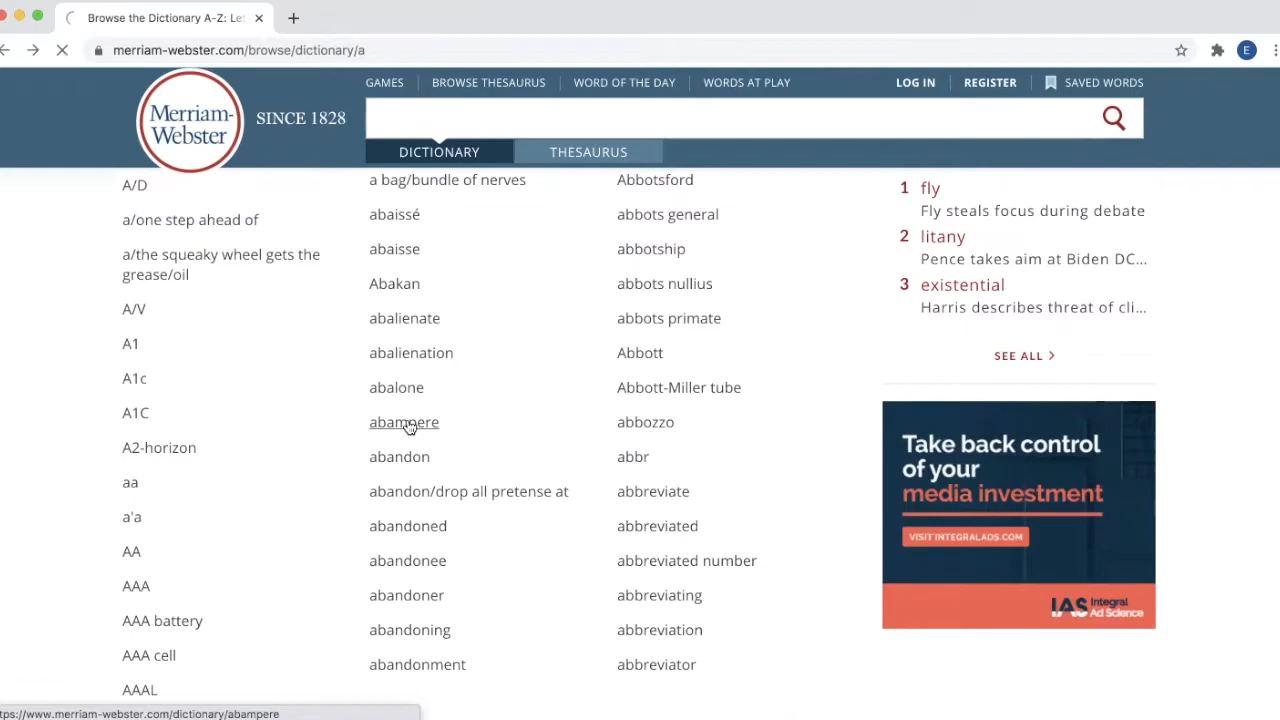 Browse the Dictionary A-Z: Let
merriam-webster.com/browse/dictionary/a
E
GAMES
BROWSE THESAURUS
WORD OF THE DAY
WORDS AT PLAY
LOG IN
REGISTER
SAVED WORDS
Merriam-
Webster
SINCE 1828
DICTIONARY
THESAURUS
A/D
a/one step ahead of
a/the squeaky wheel gets the
grease/oil
A/V
A1
A1c
A1C
A2-horizon
aa
a'a
AA
AAA
AAA battery
AAA cell
AAAL
a bag/bundle of nerves
abaissé
abaisse
Abakan
abalienate
abalienation
abalone
abampere
abandon
abandon/drop all pretense at
abandoned
abandonee
abandoner
abandoning
abandonment
Abbotsford
abbots general
abbotship
abbots nullius
abbots primate
Abbott
Abbott-Miller tube
abbozzo
abbr
abbreviate
abbreviated
abbreviated number
abbreviating
abbreviation
abbreviator
1 fly
Fly steals focus during debate
2 litany
Pence takes aim at Biden DC...
3 existential
Harris describes threat of cli...
SEE ALL
Take back control
of your
media investment
VISIT INTEGRALADS.COM
IAS Integral
Ad Science
tps://www.merriam-webster.com/dictionary/abampere